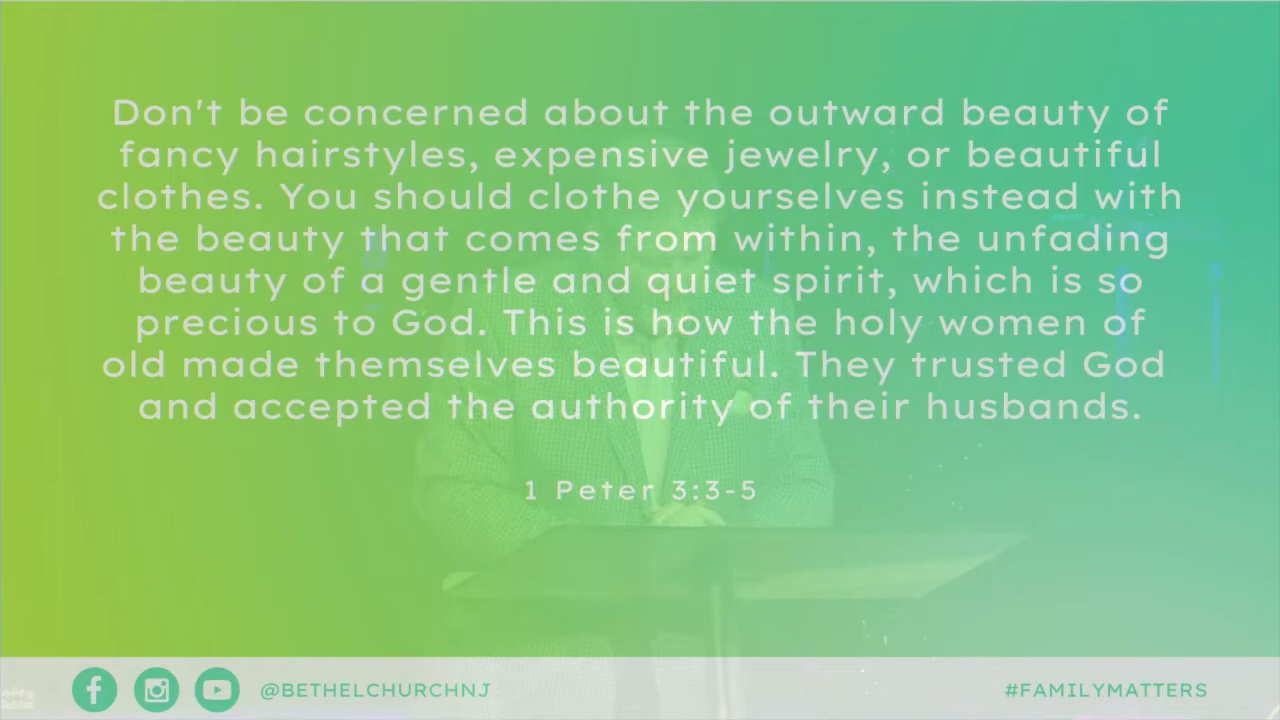 Don't be concerned about the outward beauty of
fancy hairstyles, expensive jewelry, or beautiful
clothes. You should clothe yourselves instead with
the beauty that comes from within, the unfading
beauty of a gentle and quiet spirit, which is so
precious to God. This is how the holy women of
old made themselves beautiful. They trusted God
and accepted the authority of their husbands.
1 Peter 3:3-5
@BETHELCHURCHNJ
#FAMILYMATTERS